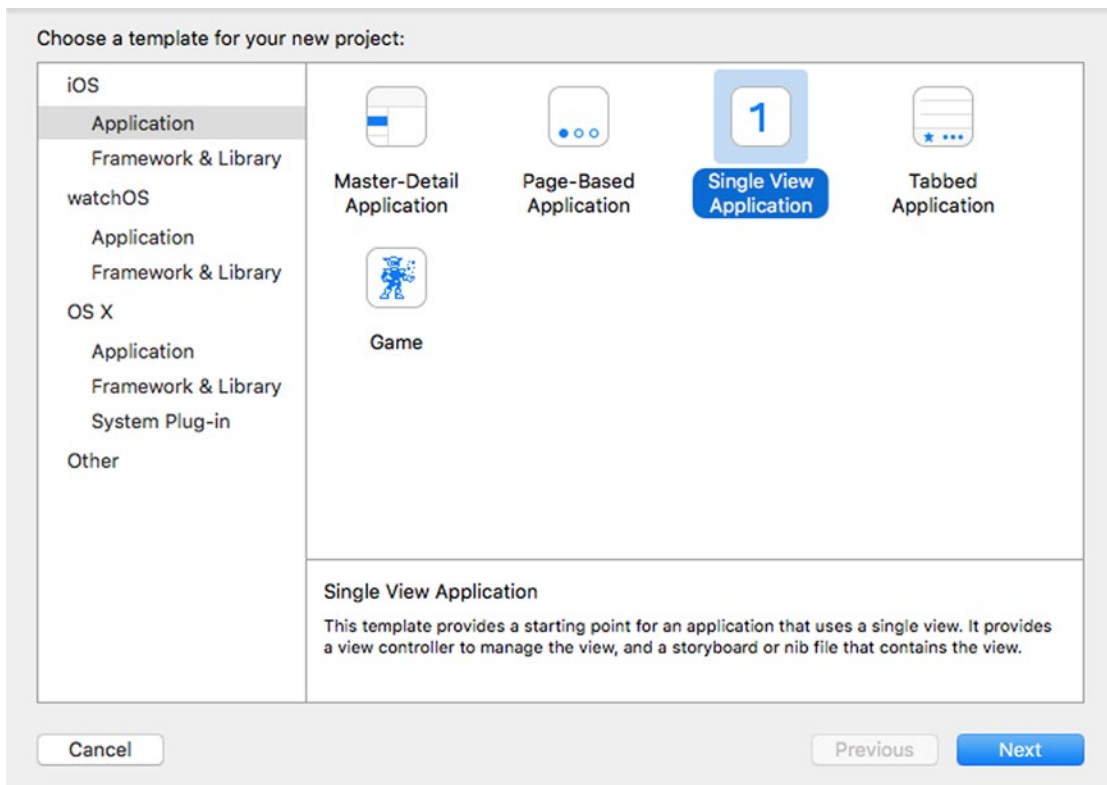 Choose a template for your new project:
iOS
Application
Framework & Library
watchOS
Application
Framework & Library
OS X
Application
Framework & Library
System Plug-in
Other
Master-Detail
Application
Page-Based
Application
1
Single View
Application
Tabbed
Application
Game
Single View Application
This template provides a starting point for an application that uses a single view. It provides
a view controller to manage the view, and a storyboard or nib file that contains the view.
Cancel
Previous
Next